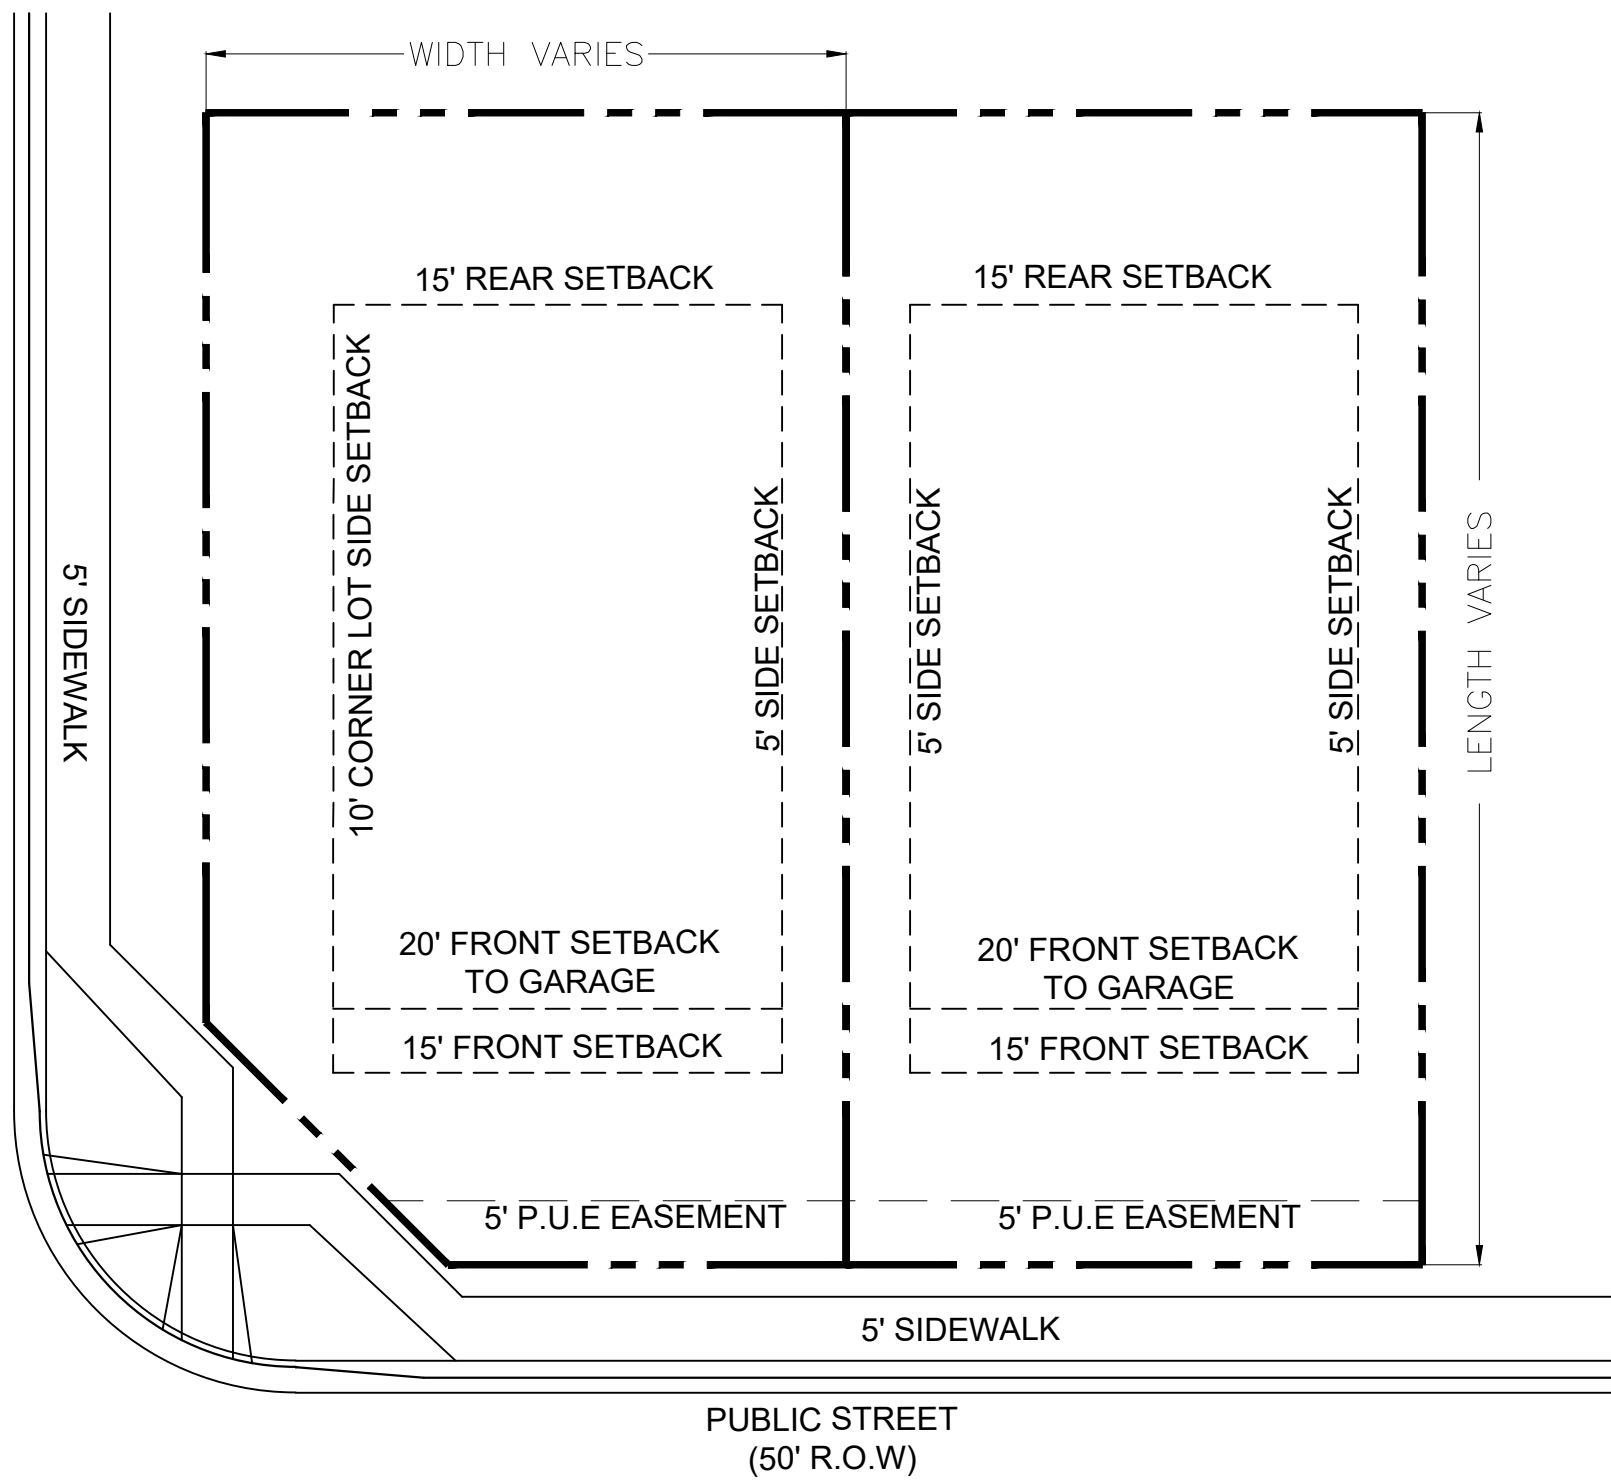 WIDTH VARIES
15' REAR SETBACK
15' REAR SETBACK
10' CORNER LOT SIDE SETBACK
5' SIDE SETBACK
5' SIDE SETBACK
5' SIDE SETBACK
LENGTH VARIES
5' SIDEWALK
20' FRONT SETBACK
TO GARAGE
20' FRONT SETBACK
TO GARAGE
15' FRONT SETBACK
15' FRONT SETBACK
5' P.U.E EASEMENT
5' P.U.E EASEMENT
5' SIDEWALK
PUBLIC STREET
(50' R.O.W)